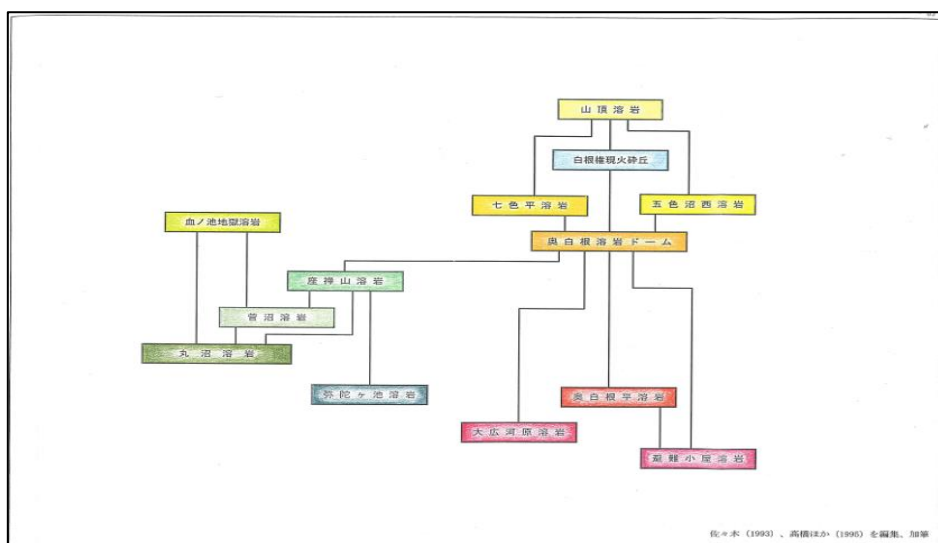 山頂溶岩
白根権現火砕丘
七色平溶岩
五色沼西溶岩
血ノ池地獄溶岩
奥白根溶岩ドーム
座禅山溶岩
菅沼溶岩
丸沼溶岩
弥陀ヶ池溶岩
奥白根平溶岩
大広河原溶岩
避難小屋溶岩
佐々木（1993）、高橋ほか（1995）を編集、加筆